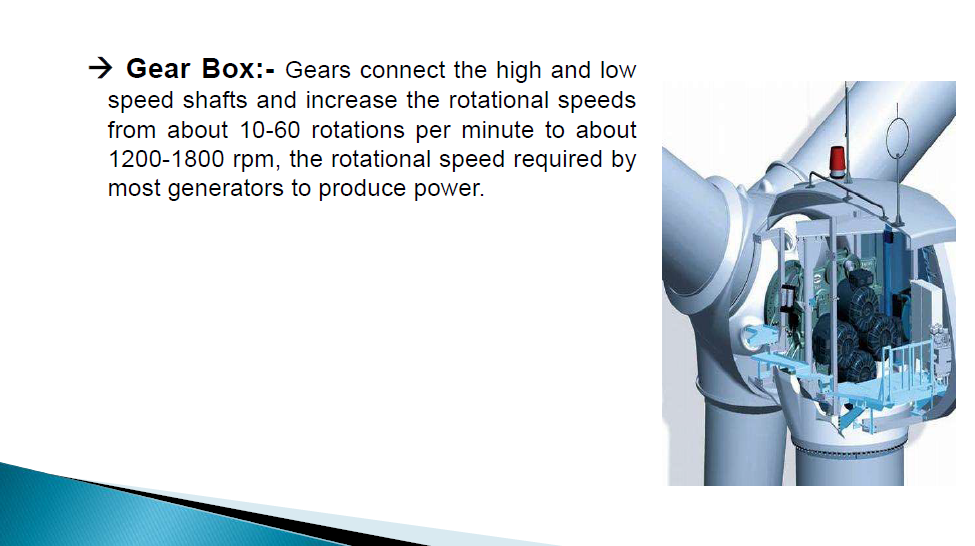 → Gear Box:- Gears connect the high and low
speed shafts and increase the rotational speeds
from about 10-60 rotations per minute to about
1200-1800 rpm, the rotational speed required by
most generators to produce power.